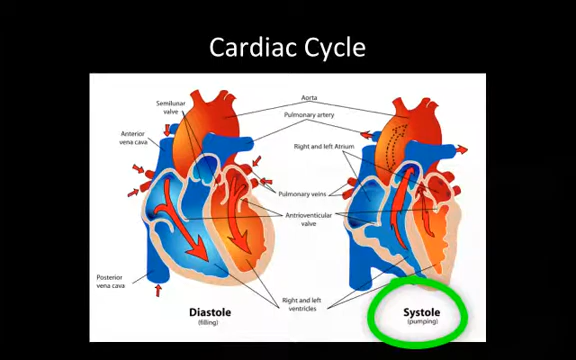 Cardiac Cycle
Semilunar
valve
Aorta
Pulmonary artery
Anterior
vena cava
Right and left Atrium
Pulmonary veins
Antrioventicular
valve
Posterior
vena cava
Right and left
ventricles
Diastole
(filling)
Systole
(pumping)